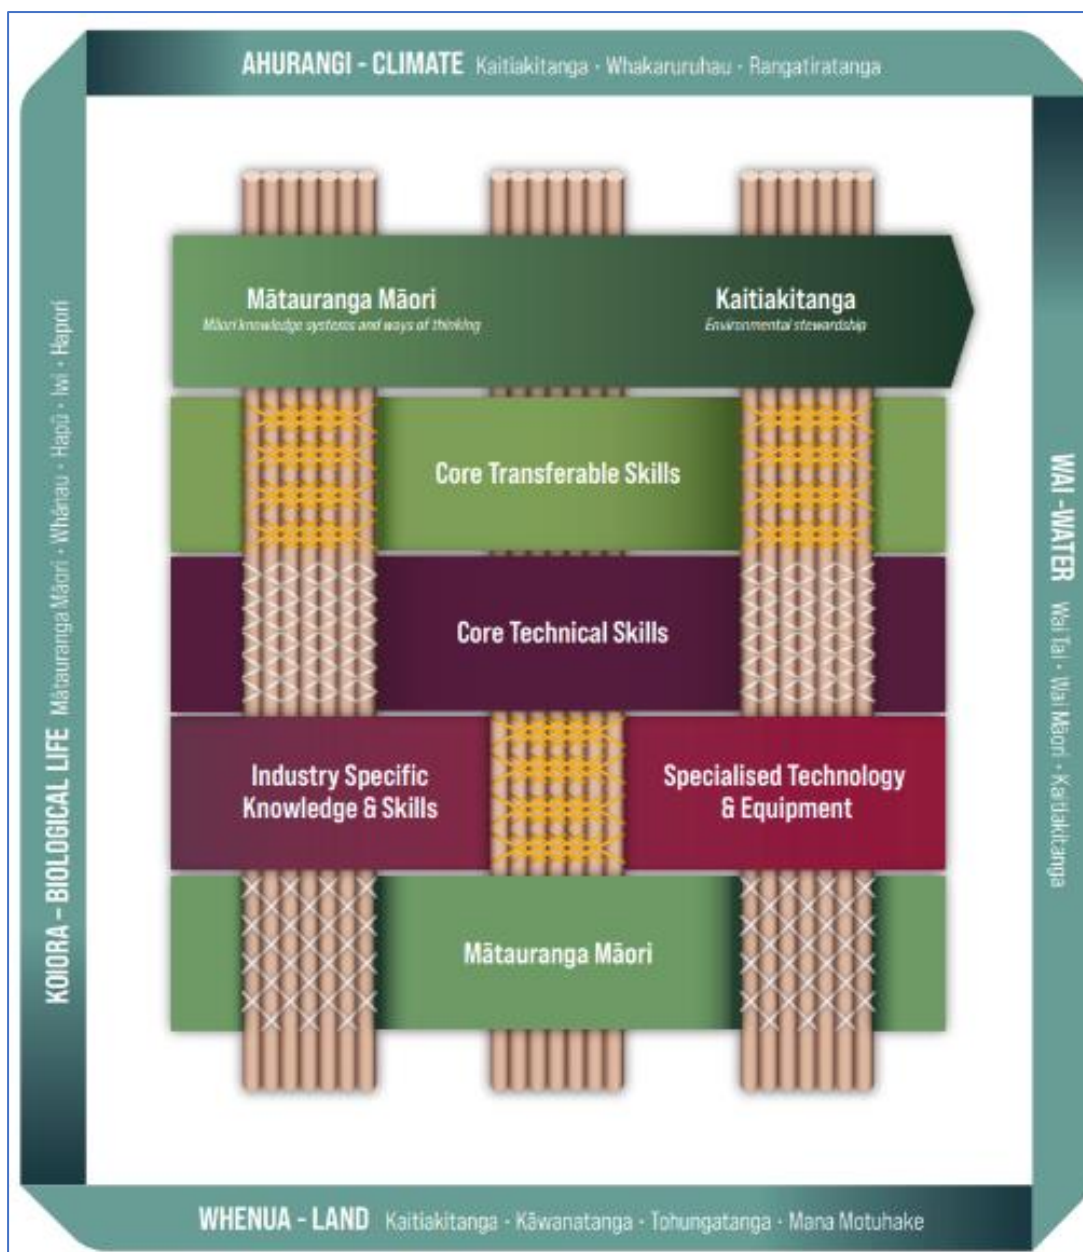 AHURANGI - CLIMATE Kaitiakitanga · Whakaruruhau · Rangatiratanga
Mātauranga Māori
Māori knowledge systems and ways of thinking
Kaitiakitanga
Environmental stewardship
Core Transferable Skills
Core Technical Skills
Industry Specific
Knowledge & Skills
Specialised Technology
& Equipment
Mātauranga Māori
KOIORA - BIOLOGICAL LIFE Mātauranga Māori · Whānau · Hapū · Iwi · Hapori
WAI -WATER Wai Tai · Wai Māori · Kaitiakitanga
WHENUA - LAND Kaitiakitanga · Kāwanatanga · Tohungatanga · Mana Motuhake